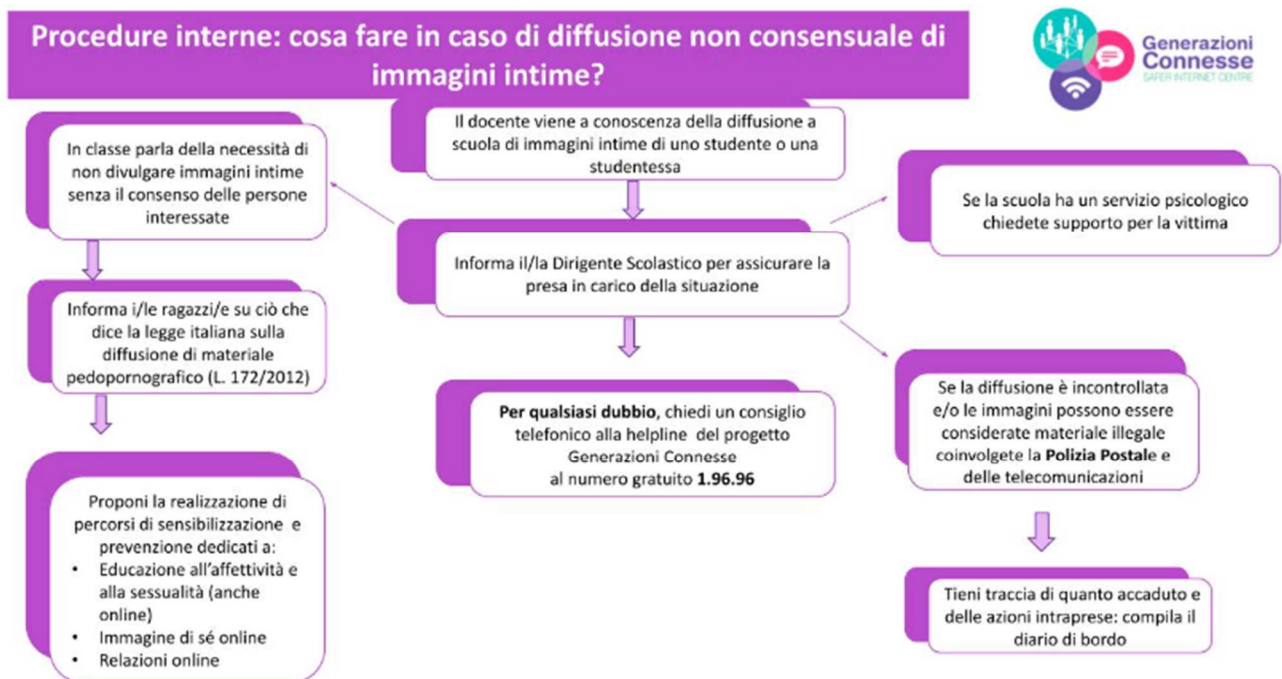 Procedure interne: cosa fare in caso di diffusione non consensuale di
immagini intime?
Generazioni
Connesse
SAFER INTERNET CENTRE
Il docente viene a conoscenza della diffusione a
scuola di immagini intime di uno studente o una
studentessa
In classe parla della necessità di
non divulgare immagini intime
senza il consenso delle persone
interessate
Se la scuola ha un servizio psicologico
chiedete supporto per la vittima
Informa il/la Dirigente Scolastico per assicurare la
presa in carico della situazione
Informa i/le ragazzi/e su ciò che
dice la legge italiana sulla
diffusione di materiale
pedopornografico (L. 172/2012)
Per qualsiasi dubbio, chiedi un consiglio
telefonico alla helpline del progetto
Generazioni Connesse
al numero gratuito 1.96.96
Se la diffusione è incontrollata
e/o le immagini possono essere
considerate materiale illegale
coinvolgete la Polizia Postale e
delle telecomunicazioni
Proponi la realizzazione di
percorsi di sensibilizzazione e
prevenzione dedicati a:
• Educazione all'affettività e
alla sessualità (anche
online)
• Immagine di sé online
• Relazioni online
Tieni traccia di quanto accaduto e
delle azioni intraprese: compila il
diario di bordo